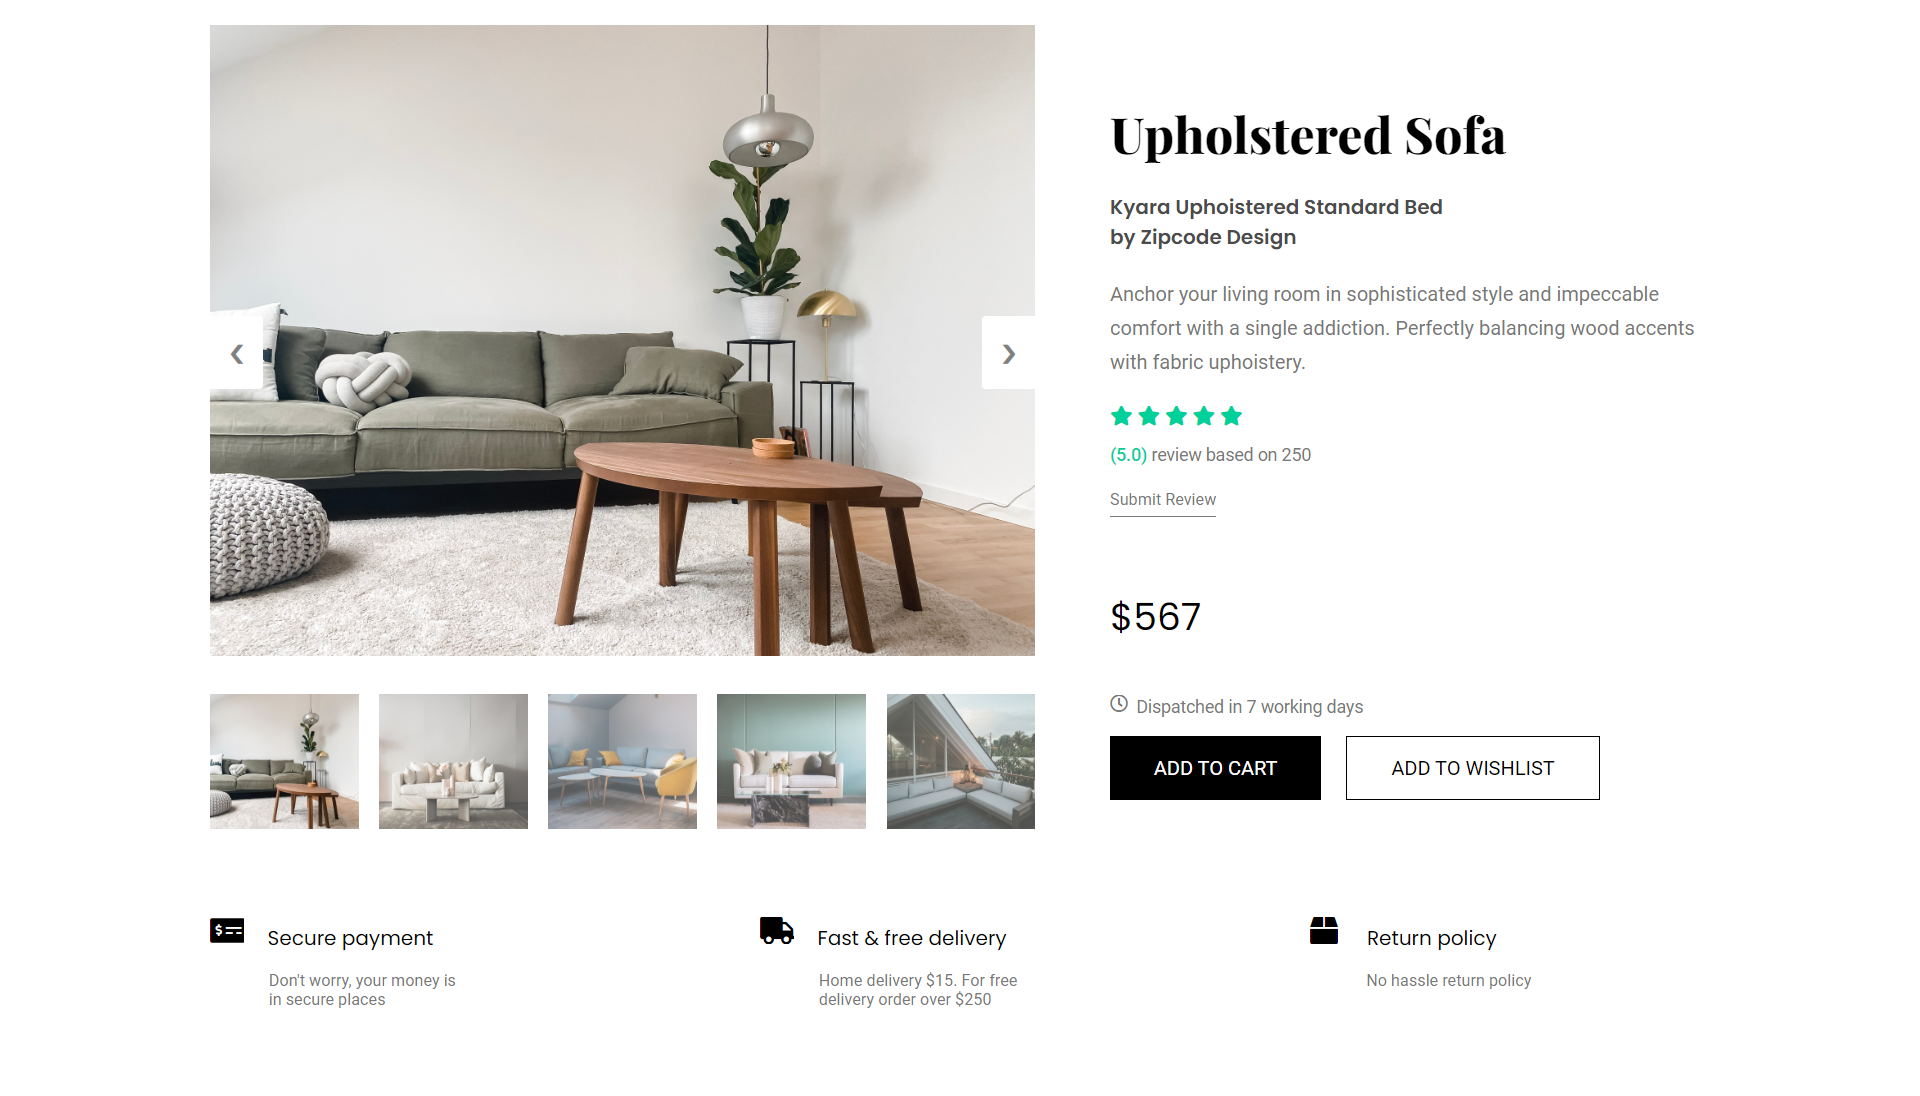 Upholstered Sofa
Kyara Uphoistered Standard Bed
by Zipcode Design
Anchor your living room in sophisticated style and impeccable
comfort with a single addiction. Perfectly balancing wood accents
with fabric uphoistery.
(5.0) review based on 250
Submit Review
$567
Dispatched in 7 working days
ADD TO CART
ADD TO WISHLIST
Secure payment
Don't worry, your money is
in secure places
Fast & free delivery
Home delivery $15. For free
delivery order over $250
Return policy
No hassle return policy